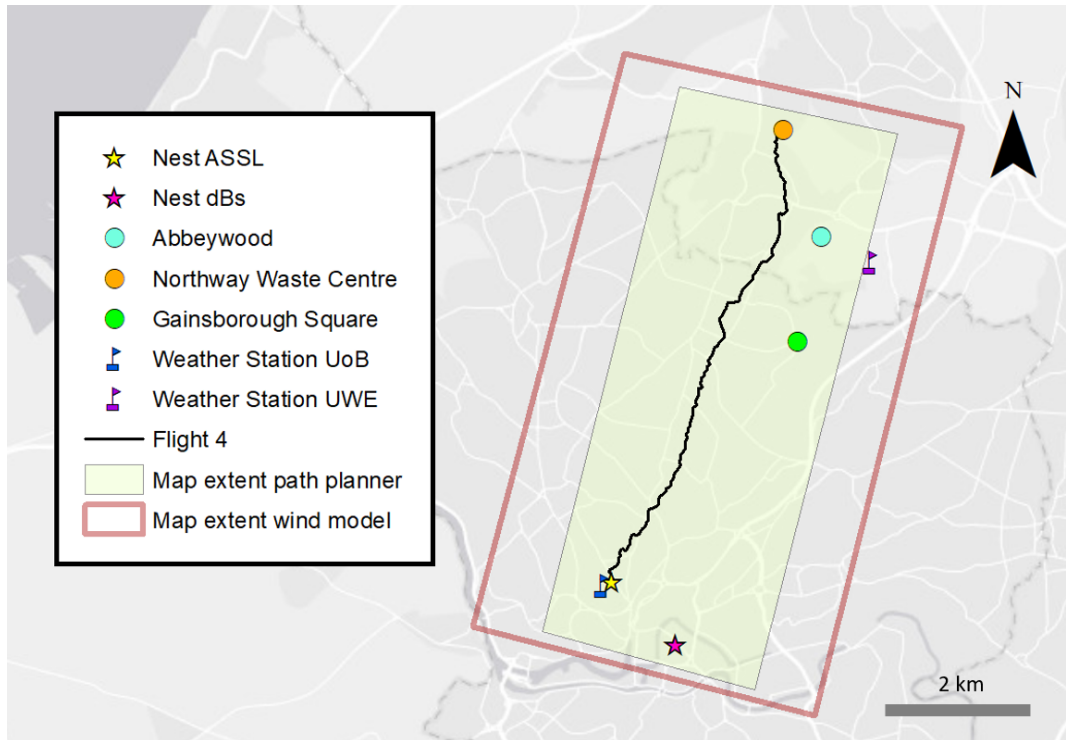 N
Nest ASSL
Nest dBs
Abbeywood
Northway Waste Centre
Gainsborough Square
Weather Station UoB
Weather Station UWE
Flight 4
Map extent path planner
Map extent wind model
2 km